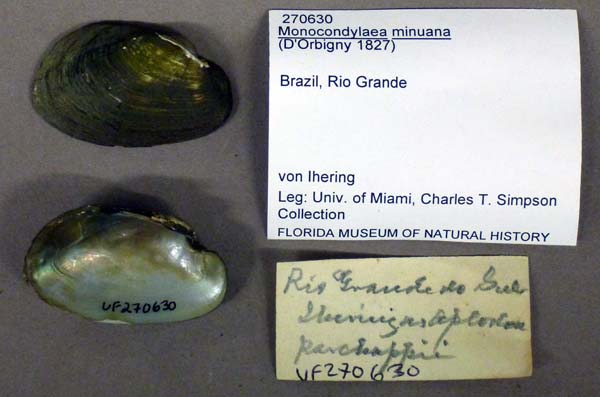 270630
Monocondylaea minuana
(D'Orbigny 1827)
Brazil, Rio Grande
von Ihering
Leg: Univ. of Miami, Charles T. Simpson
Collection
FLORIDA MUSEUM OF NATURAL HISTORY
UF270630
Rio Grande do Sul
parchappii
UF270630